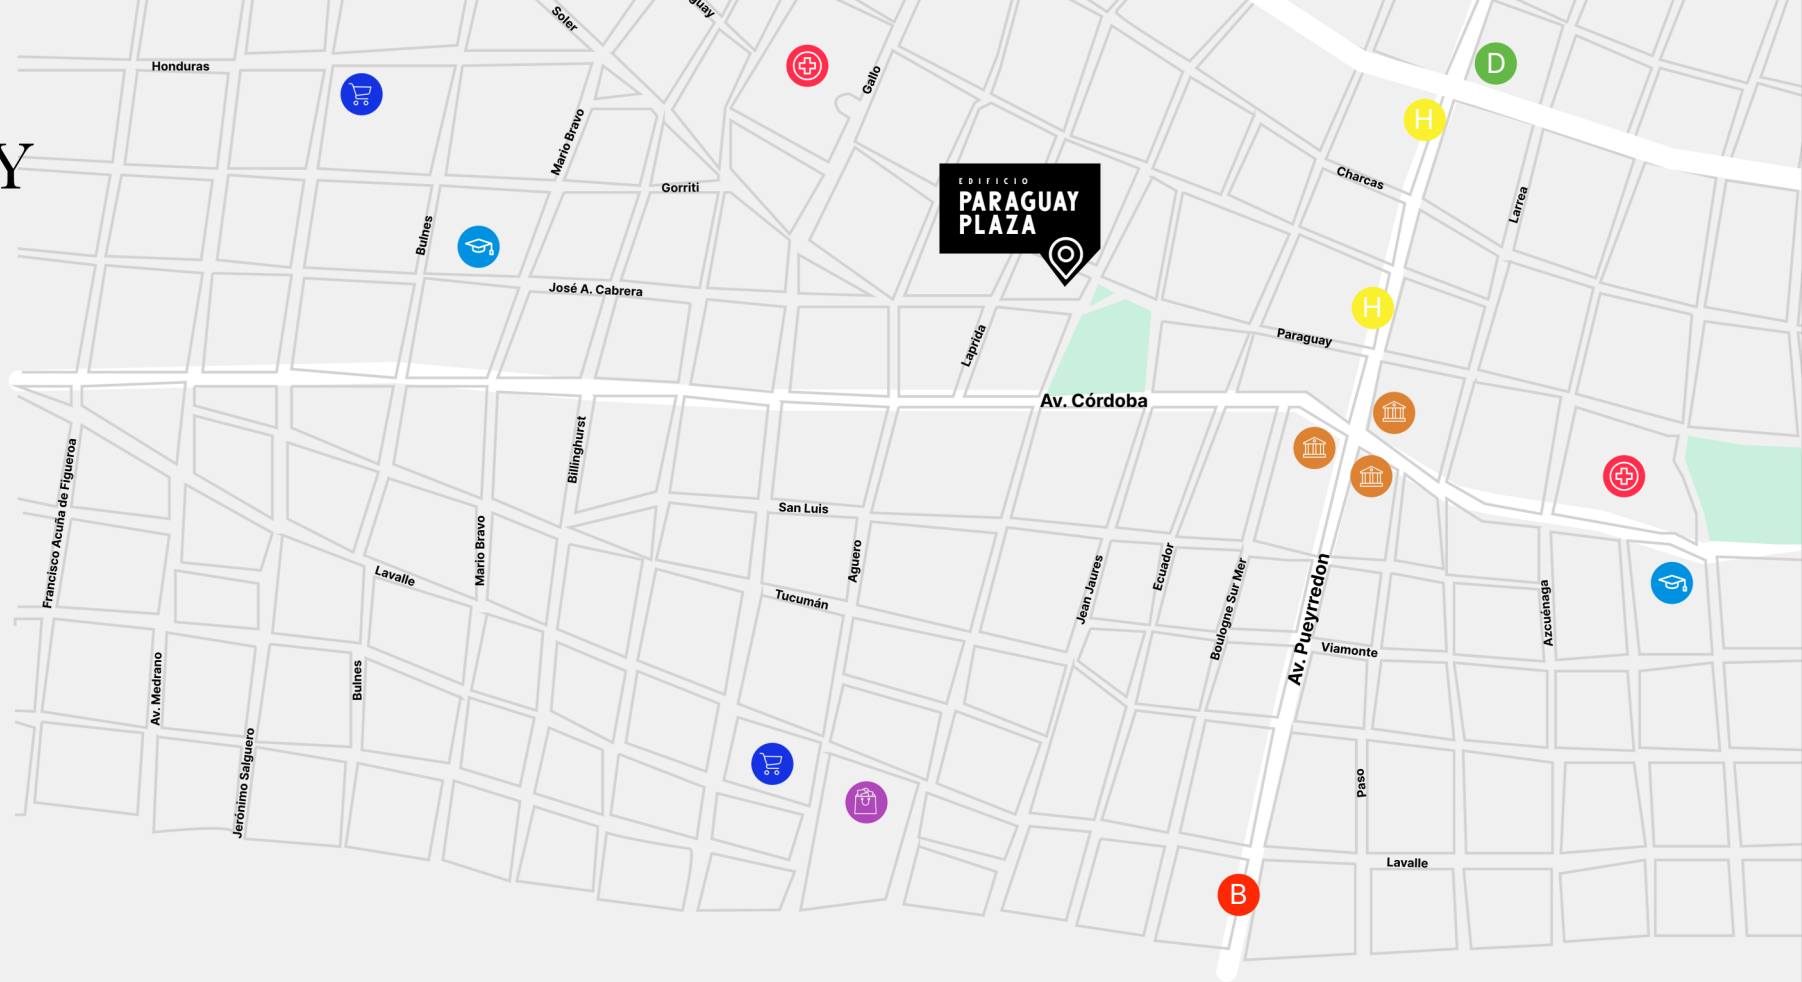 Soler
guay
Honduras
Gallo
D
H
Mario Bravo
Y
Charcas
EDIFICIO
PARAGUAY
PLAZA
Gorriti
Larrea
Bulnes
José A. Cabrera
H
Laprida
Paraguay
Av. Córdoba
Billinghurst
Francisco Acuña de Figueroa
San Luis
Mario Bravo
Aguero
Lavalle
Jean Jaures
Ecuador
Boulogne Sur Mer
Av. Pueyrredon
Tucumán
Azcuénaga
Viamonte
Av. Medrano
Bulnes
Jerónimo Salguero
Paso
Lavalle
B